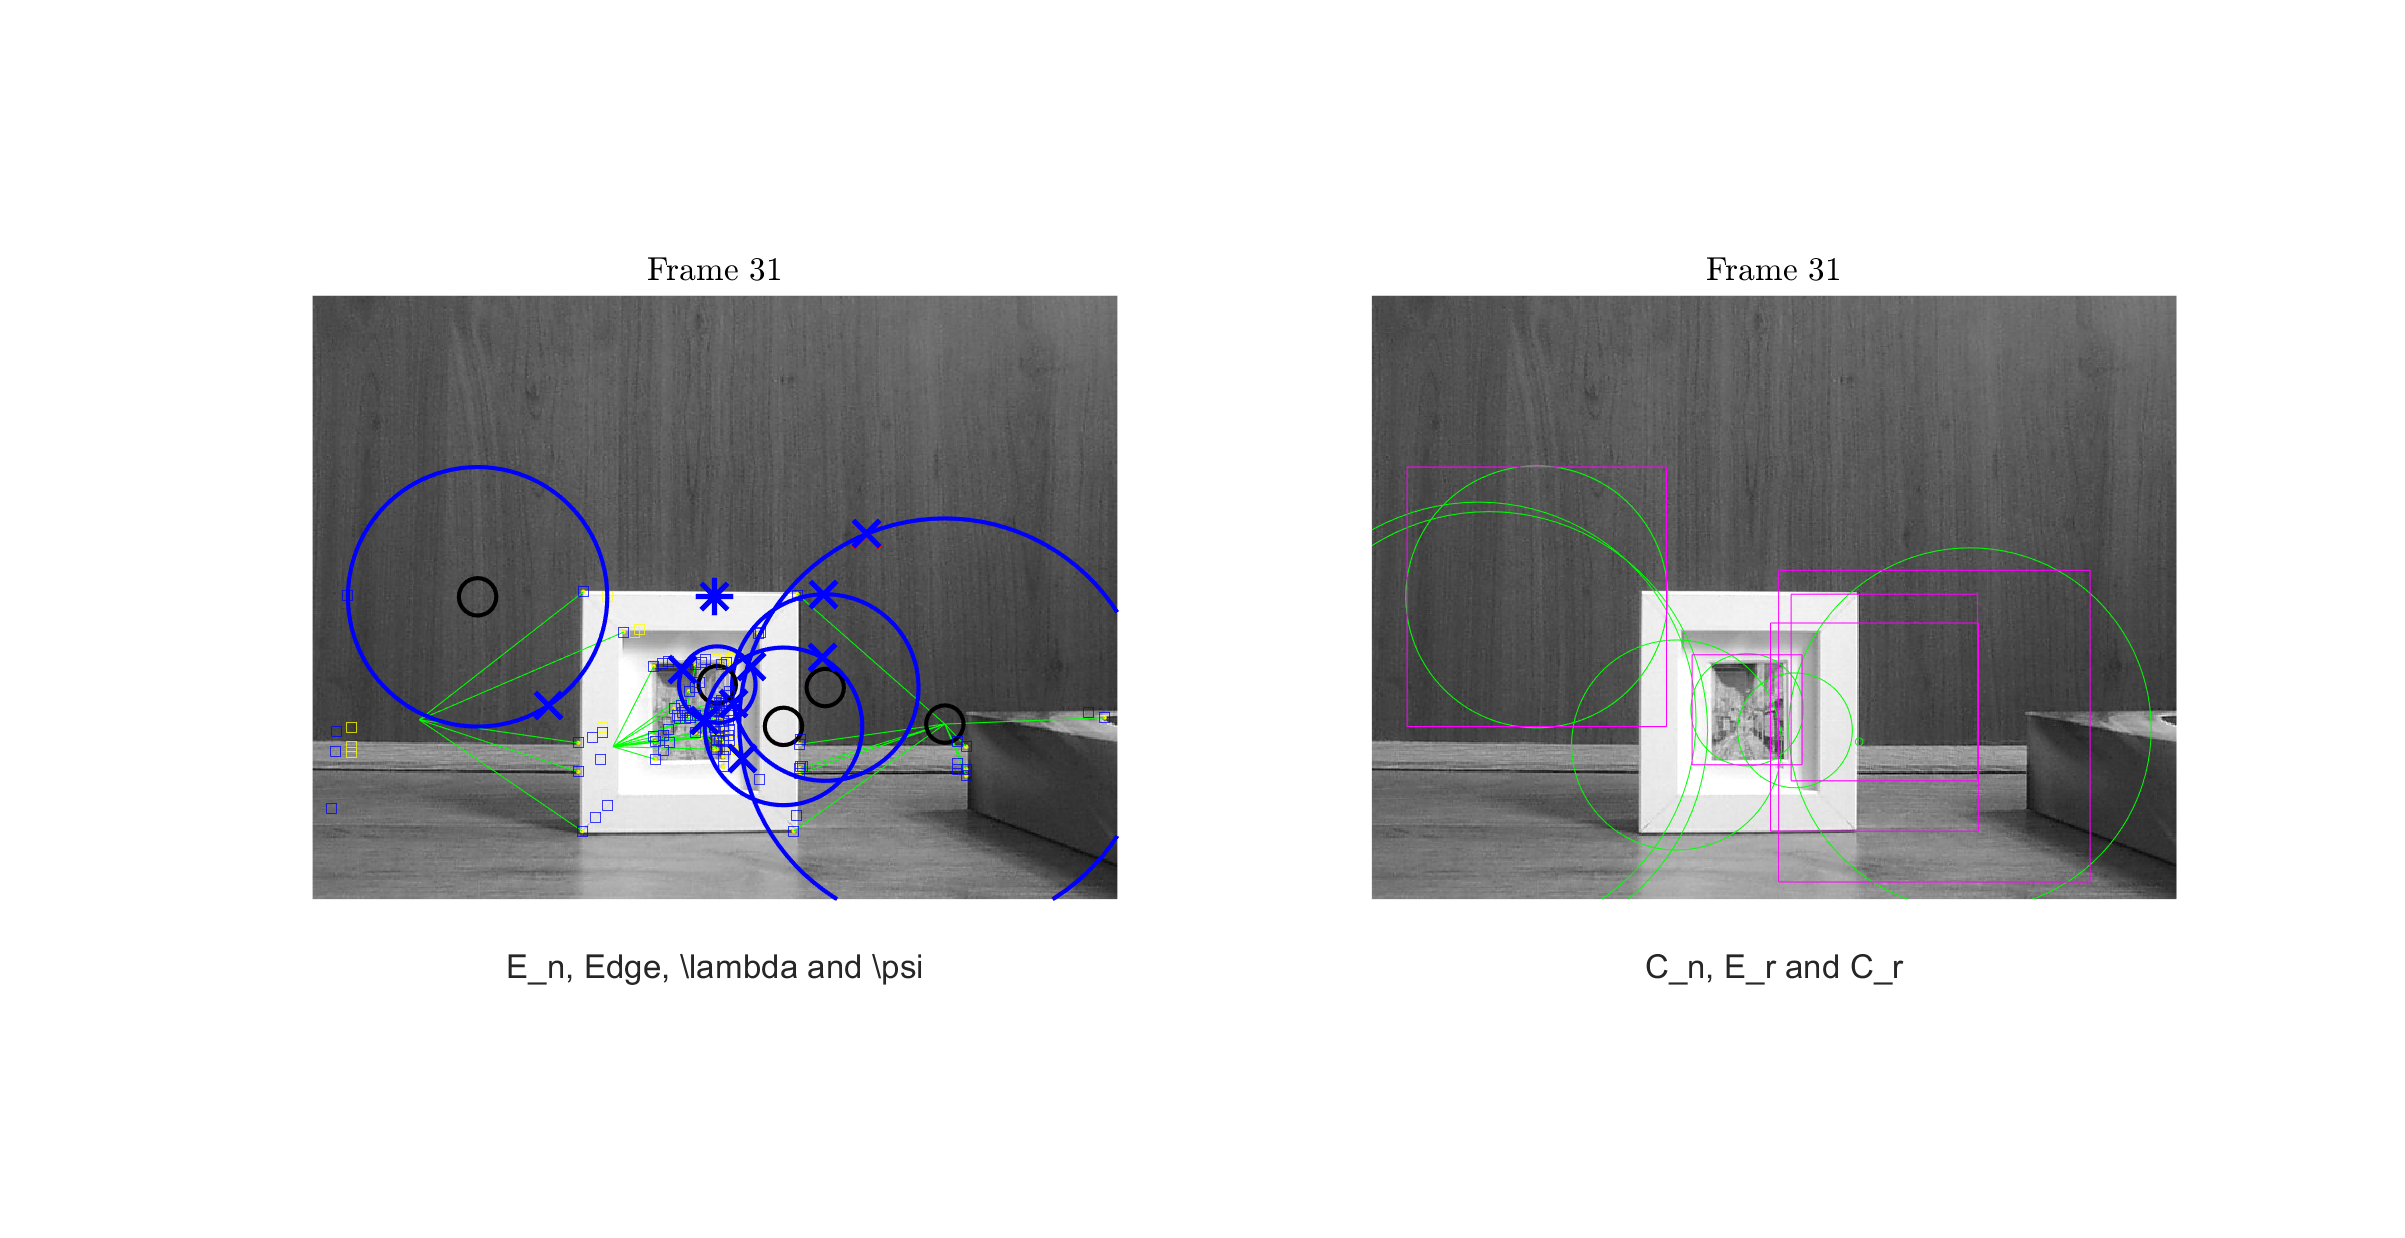 Frame 31
Frame 31
E_n, Edge, \lambda and \psi
C_n, E_r and C_r